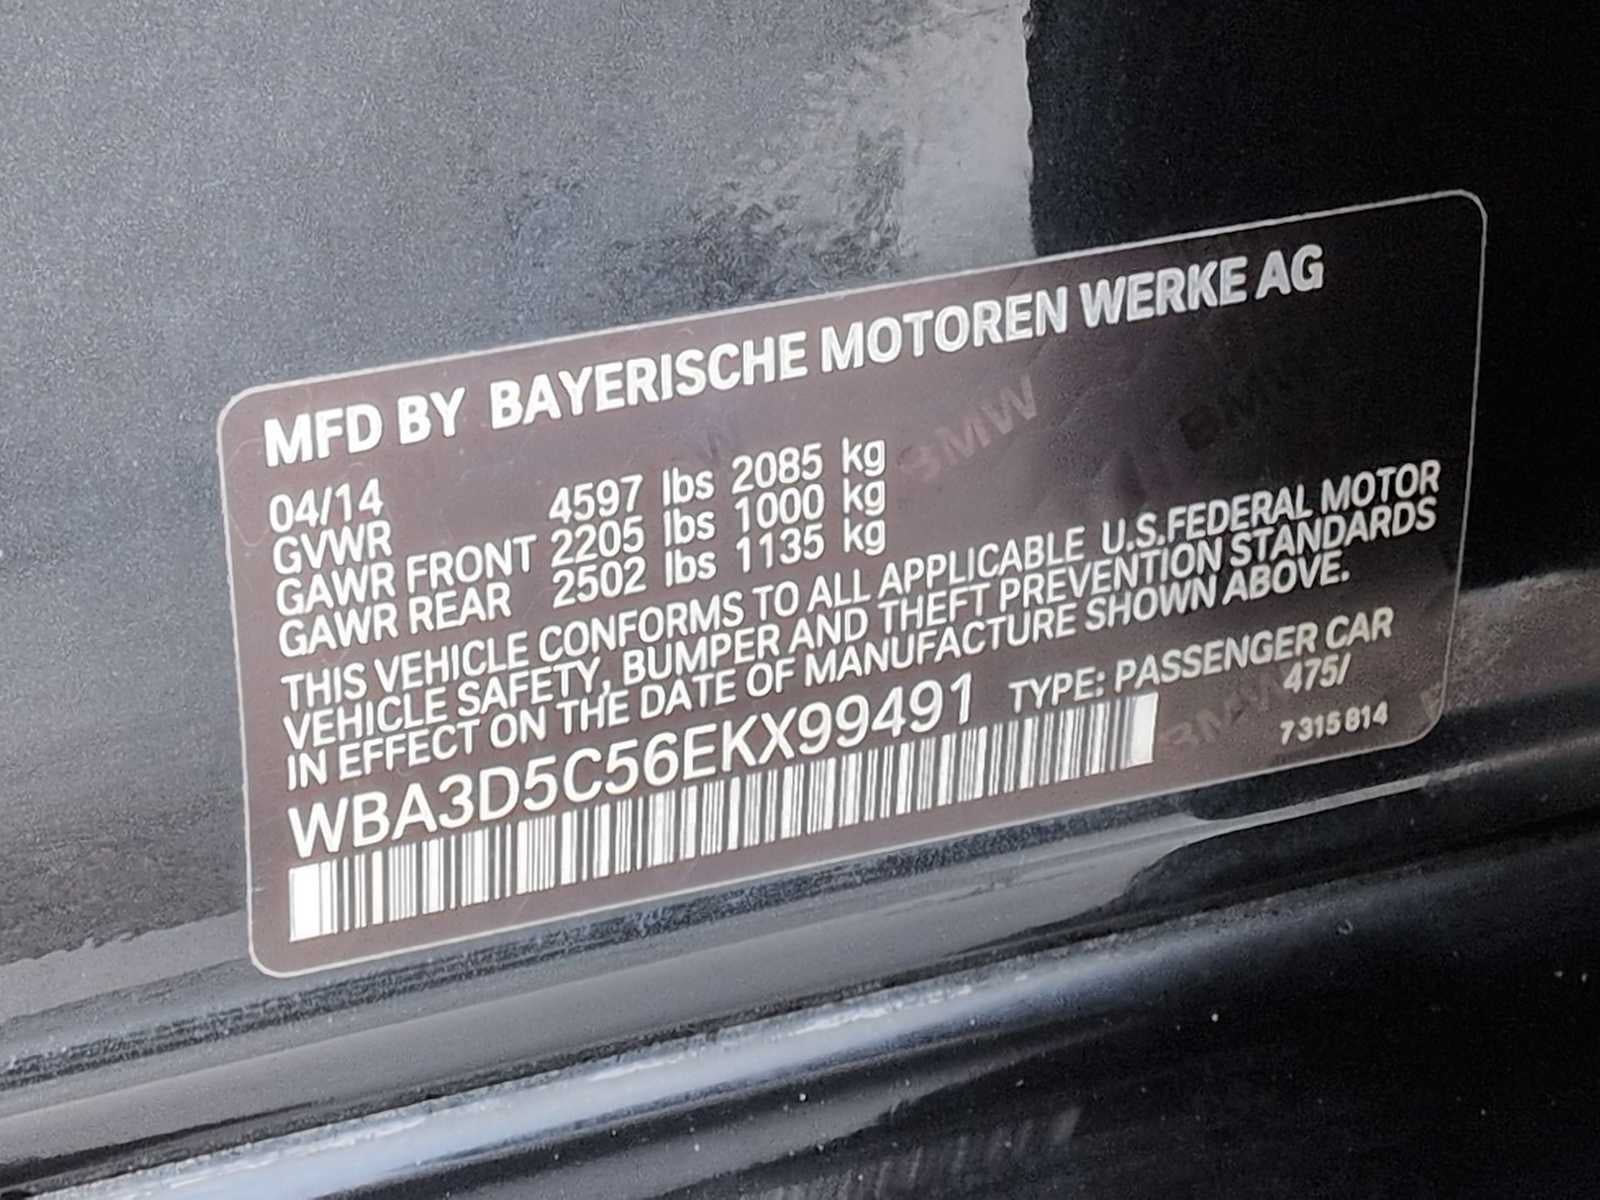 MFD BY BAYERISCHE MOTOREN WERKE AG
04/14
GVWR 4597 lbs 2085 kg
GAWR FRONT 2205 lbs 1000 kg
GAWR REAR 2502 lbs 1135 kg
THIS VEHICLE CONFORMS TO ALL APPLICABLE U.S.FEDERAL MOTOR
VEHICLE SAFETY, BUMPER AND THEFT PREVENTION STANDARDS
IN EFFECT ON THE DATE OF MANUFACTURE SHOWN ABOVE.
WBA3D5C56EKX99491 TYPE: PASSENGER CAR
475/
7 315 814
BMW
BMW
BMW